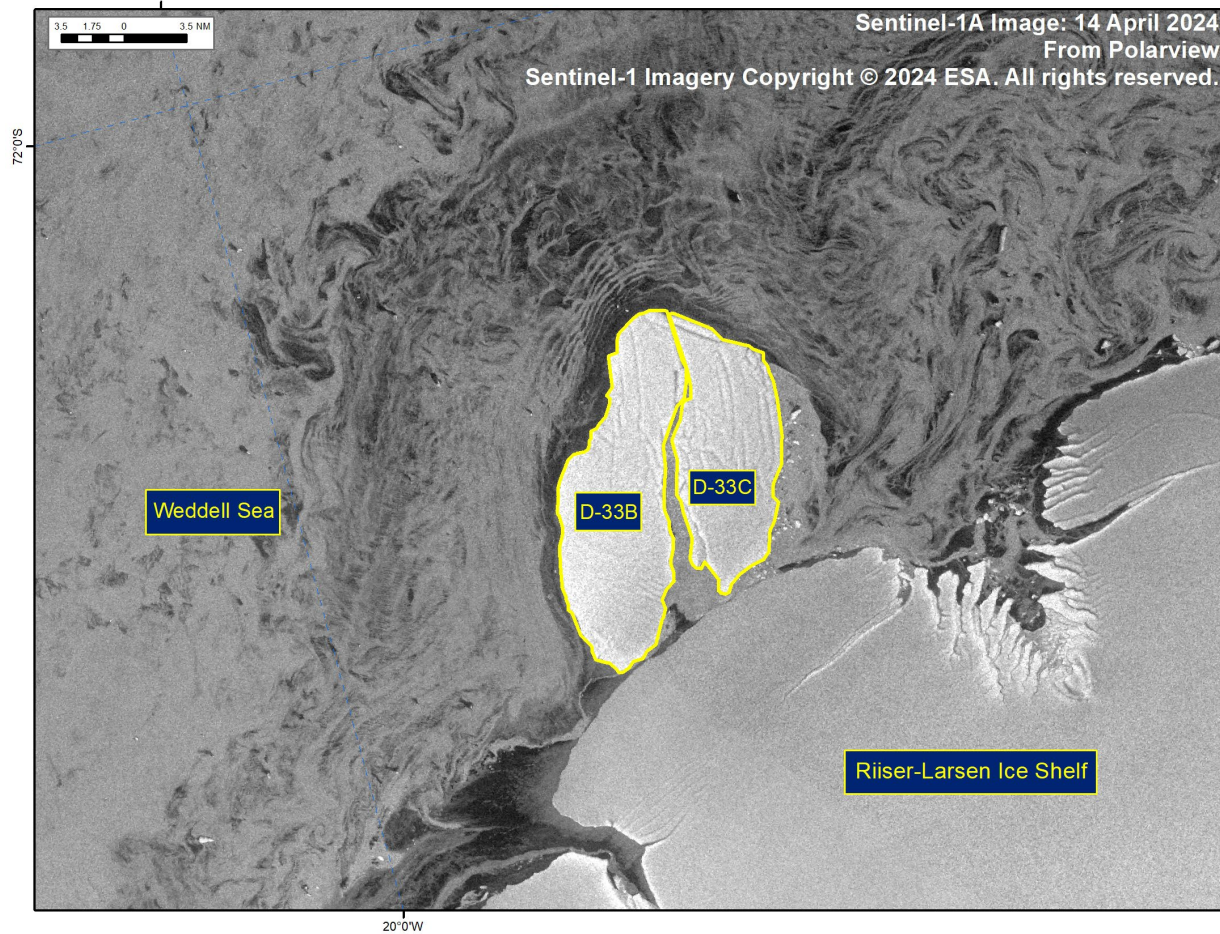 3.5 1.75 0 3.5 NM
Sentinel-1A Image: 14 April 2024
From Polarview
Sentinel-1 Imagery Copyright © 2024 ESA. All rights reserved.
72°0'S
D-33C
D-33B
Weddell Sea
Riiser-Larsen Ice Shelf
20°0'W